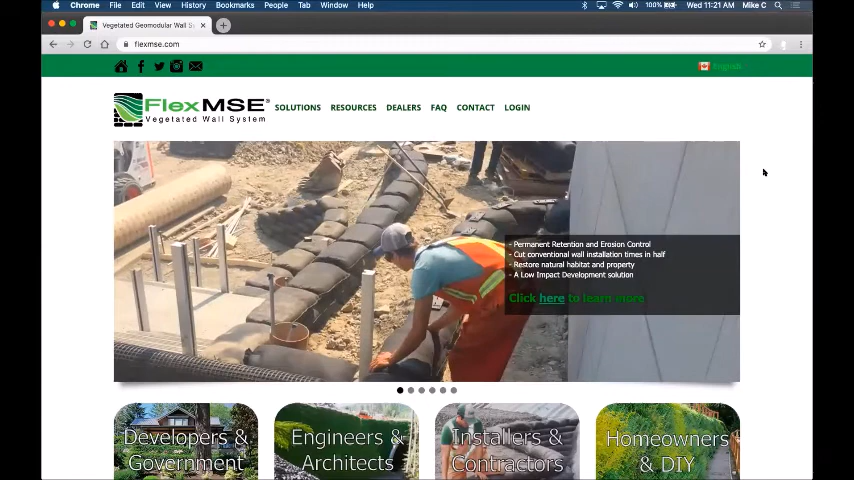 Chrome File Edit View History Bookmarks People Tab Window Help 100% Wed 11:21 AM Mike C
Vegetated Geomodular Wall S
flexmse.com
English
FlexMSE®
Vegetated Wall System
SOLUTIONS RESOURCES DEALERS FAQ CONTACT LOGIN
- Permanent Retention and Erosion Control
- Cut conventional wall installation times in half
- Restore natural habitat and property
- A Low Impact Development solution
Click here to learn more
Developers & Government
Engineers & Architects
Installers & Contractors
Homeowners & DIY